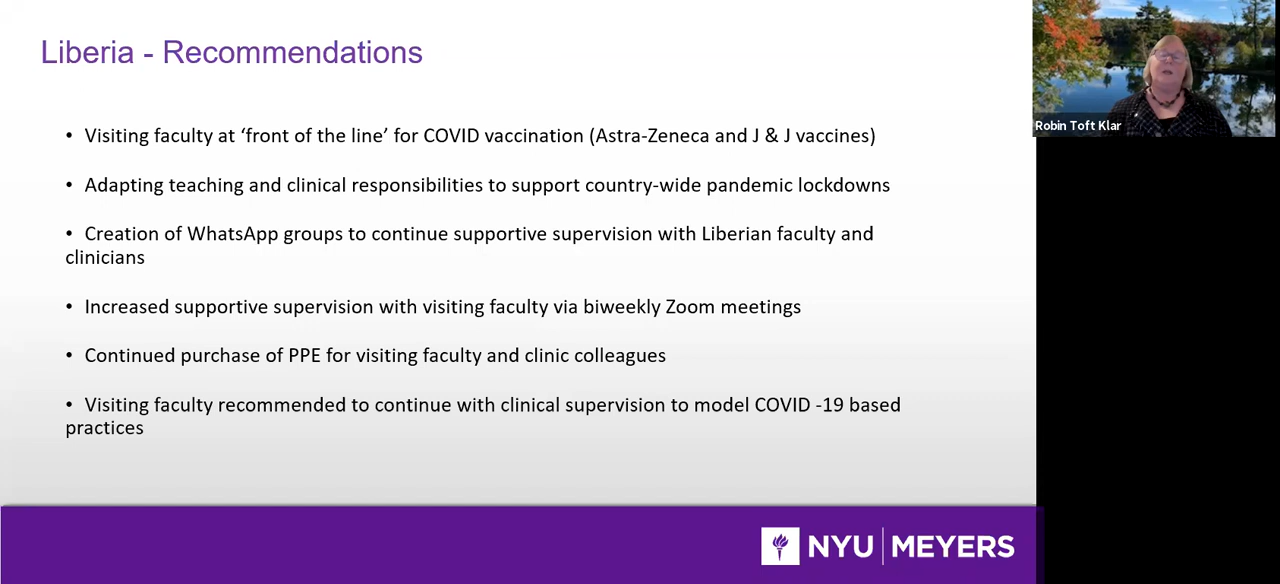 Liberia - Recommendations
• Visiting faculty at ‘front of the line’ for COVID vaccination (Astra-Zeneca and J & J vaccines)
• Adapting teaching and clinical responsibilities to support country-wide pandemic lockdowns
• Creation of WhatsApp groups to continue supportive supervision with Liberian faculty and
clinicians
• Increased supportive supervision with visiting faculty via biweekly Zoom meetings
• Continued purchase of PPE for visiting faculty and clinic colleagues
• Visiting faculty recommended to continue with clinical supervision to model COVID -19 based
practices
NYU MEYERS
Robin Toft Klar